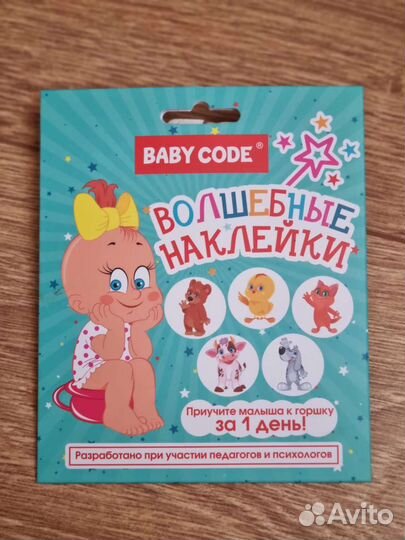 BABY CODE®
ВОЛШЕБНЫЕ
НАКЛЕЙКИ
Приучите малыша к горшку
за 1 день!
Разработано при участии педагогов и психологов
Avito